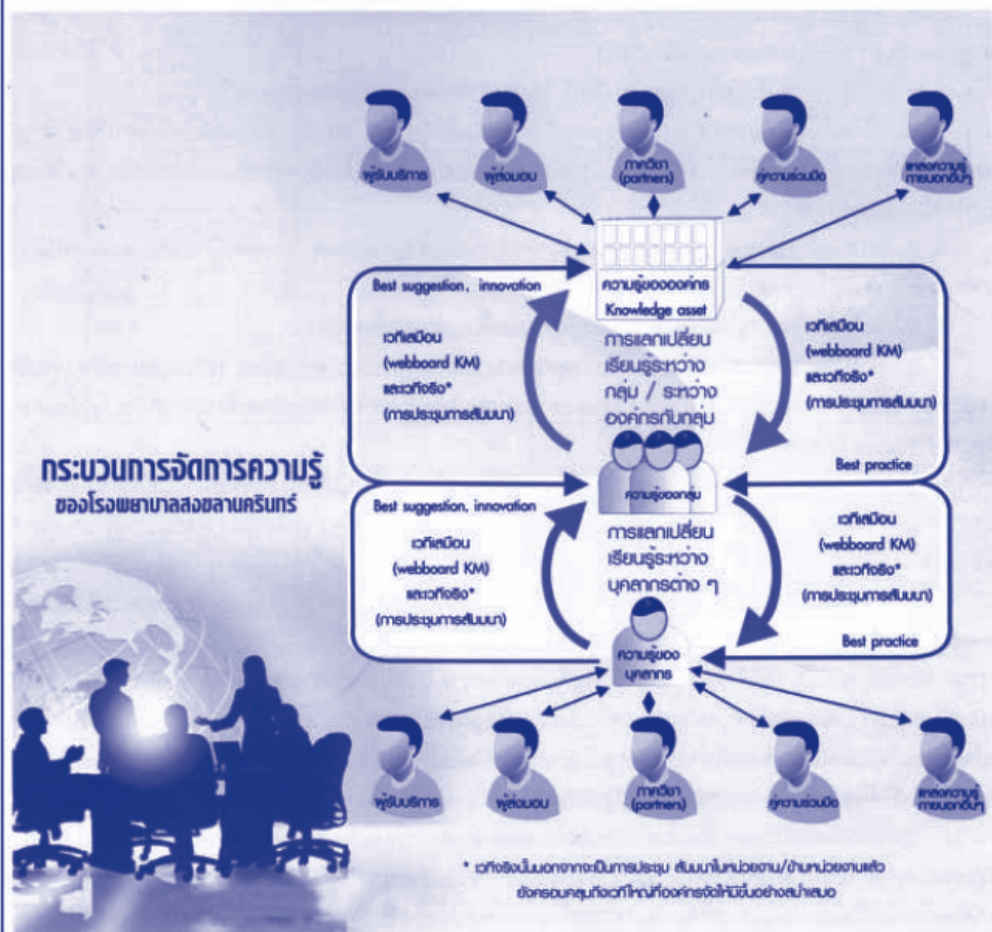 ผู้รับบริการ
ผู้ส่งมอบ
ภาควิชา
(partners)
คู่ความร่วมมือ
แหล่งความรู้
ภายนอกอื่นๆ
ความรู้ขององค์กร
Knowledge asset
Best suggestion, innovation
เวทีเสมือน
(webboard KM)
และเวทีจริง*
(การประชุมการสัมมนา)
การแลกเปลี่ยน
เรียนรู้ระหว่าง
กลุ่ม / ระหว่าง
องค์กรกับกลุ่ม
เวทีเสมือน
(webboard KM)
และเวทีจริง*
(การประชุมการสัมมนา)
Best practice
กระบวนการจัดการความรู้
ของโรงพยาบาลสงขลานครินทร์
ความรู้ของกลุ่ม
Best suggestion, innovation
เวทีเสมือน
(webboard KM)
และเวทีจริง*
(การประชุมการสัมมนา)
การแลกเปลี่ยน
เรียนรู้ระหว่าง
บุคลากรต่าง ๆ
เวทีเสมือน
(webboard KM)
และเวทีจริง*
(การประชุมการสัมมนา)
Best practice
ความรู้ของ
บุคลากร
ผู้รับบริการ
ผู้ส่งมอบ
ภาควิชา
(partners)
คู่ความร่วมมือ
แหล่งความรู้
ภายนอกอื่นๆ
* เวทีจริงนั้นนอกจากจะเป็นการประชุม สัมมนาในหน่วยงาน/ข้ามหน่วยงานแล้ว
ยังครอบคลุมถึงเวทีใหญ่ที่องค์กรจัดให้มีขึ้นอย่างสม่ำเสมอ